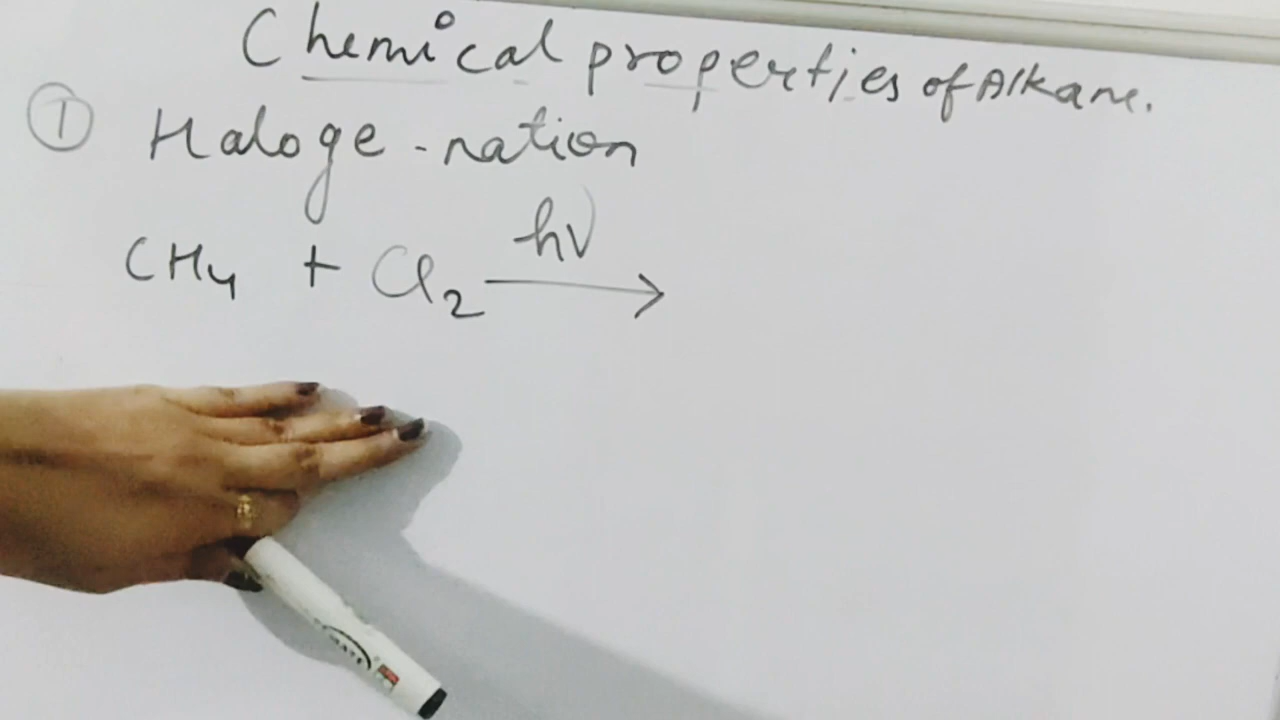 Chemical properties of Alkane.
① Haloge-nation
CH₄ + Cl₂ hν →